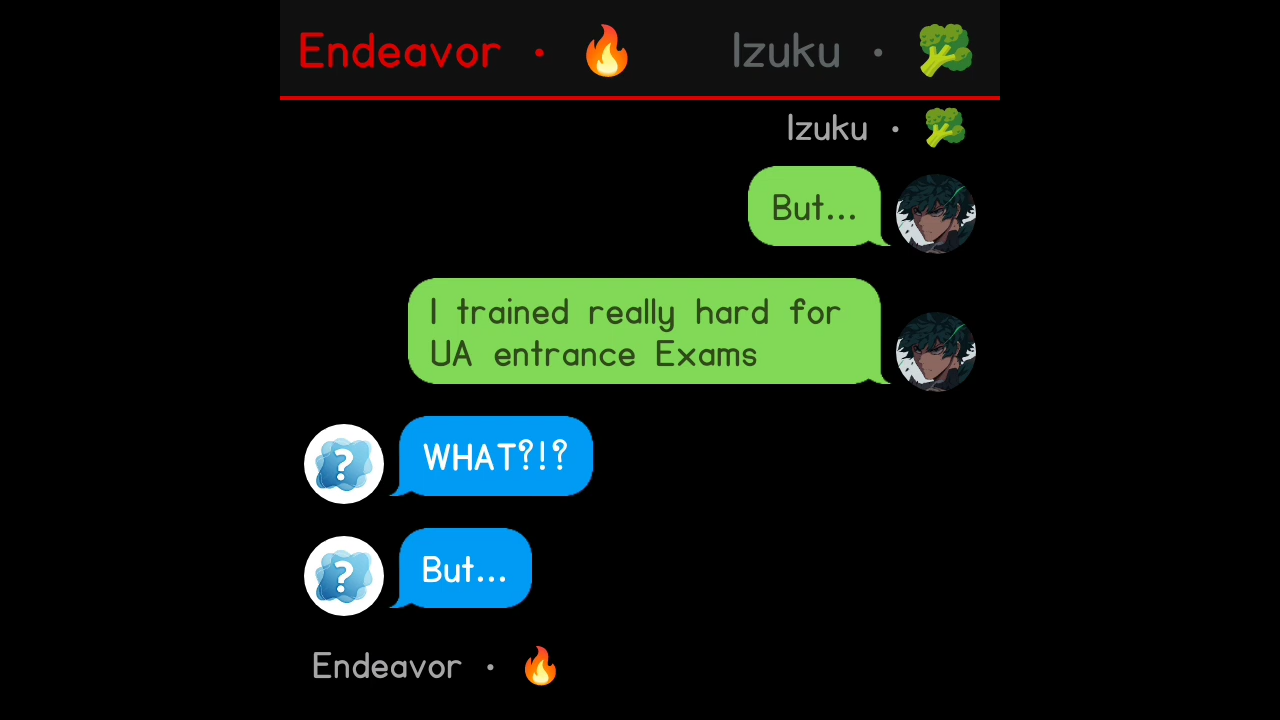 Endeavor • 🔥 Izuku • 🥦
Izuku • 🥦
But...
I trained really hard for
UA entrance Exams
?
WHAT?!?
?
But...
Endeavor • 🔥